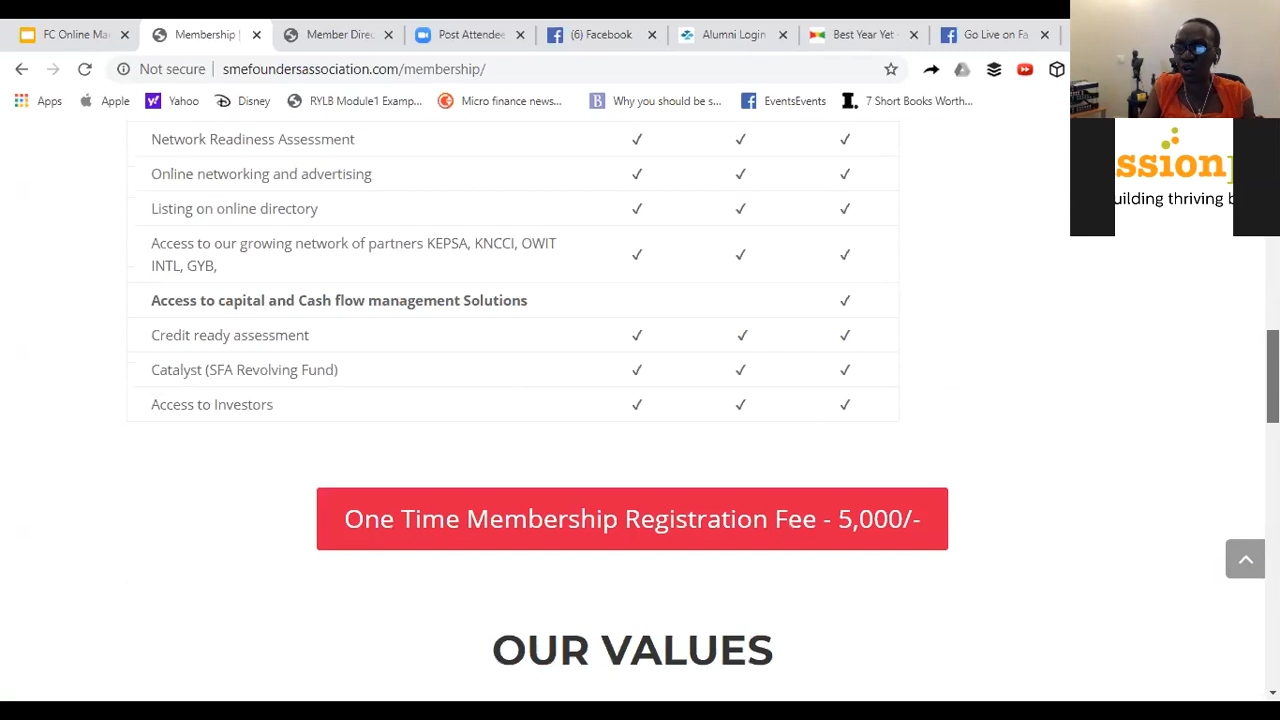 FC Online Ma
Membership |
Member Dire
Post Attende
(6) Facebook
Alumni Login
Best Year Yet -
Go Live on Fa
Not secure
smefoundersassociation.com/membership/
Apps
Apple
Yahoo
Disney
RYLB Module1 Examp...
Micro finance news...
Why you should be s...
EventsEvents
7 Short Books Worth...
Network Readiness Assessment
Online networking and advertising
Listing on online directory
Access to our growing network of partners KEPSA, KNCCI, OWIT
INTL, GYB,
Access to capital and Cash flow management Solutions
Credit ready assessment
Catalyst (SFA Revolving Fund)
Access to Investors
One Time Membership Registration Fee - 5,000/-
OUR VALUES
ssion
uilding thriving b